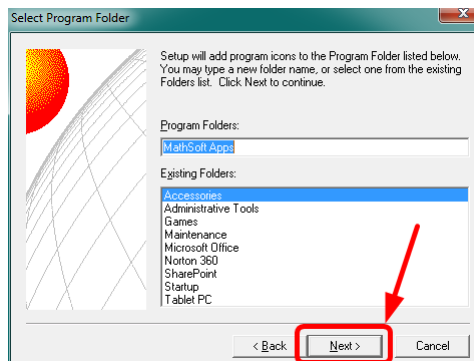 Select Program Folder
Setup will add program icons to the Program Folder listed below.
You may type a new folder name, or select one from the existing
Folders list. Click Next to continue.
Program Folders:
MathSoft Apps
Existing Folders:
Accessories
Administrative Tools
Games
Maintenance
Microsoft Office
Norton 360
SharePoint
Startup
Tablet PC
< Back
Next >
Cancel